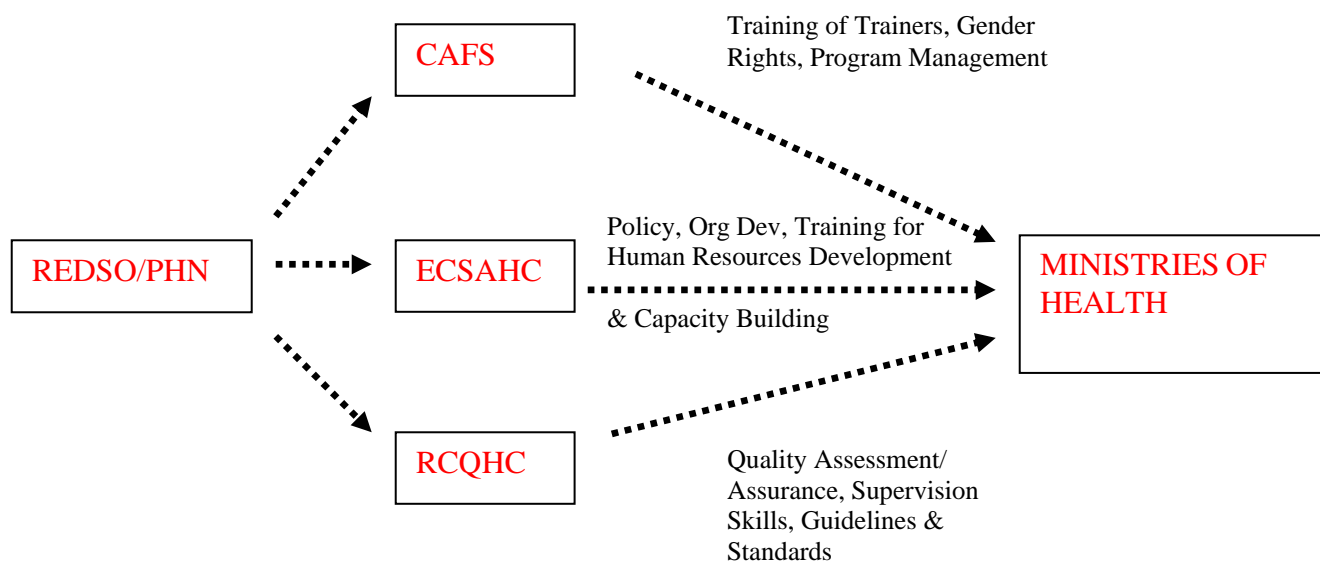 CAFS
Training of Trainers, Gender
Rights, Program Management
REDSO/PHN
ECSAHC
Policy, Org Dev, Training for
Human Resources Development
& Capacity Building
MINISTRIES OF
HEALTH
RCQHC
Quality Assessment/
Assurance, Supervision
Skills, Guidelines &
Standards